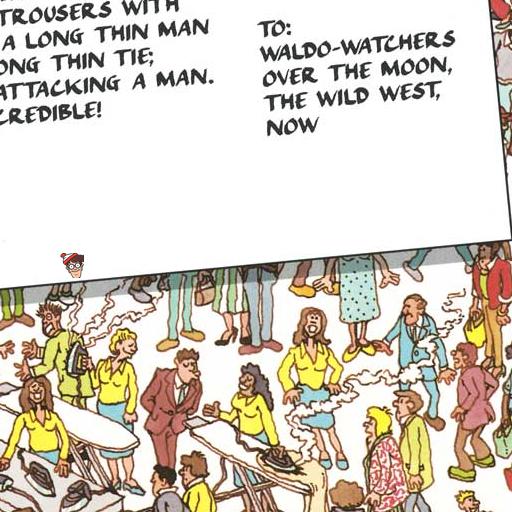 TROUSERS WITH
A LONG THIN MAN
ONG THIN TIE;
ATTACKING A MAN.
CREDIBLE!
TO:
WALDO-WATCHERS
OVER THE MOON,
THE WILD WEST,
NOW